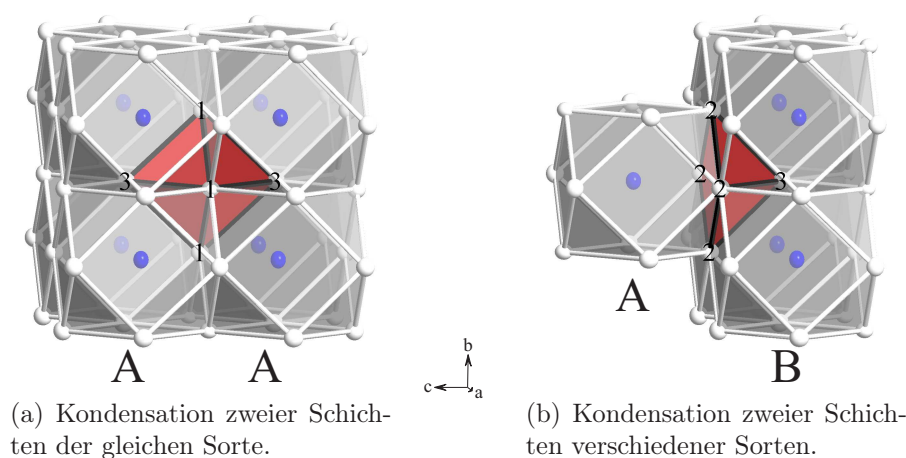 1
3
1
3
1
A
A
2
2
2
3
2
A
B
b
c
a
(a) Kondensation zweier Schich-
ten der gleichen Sorte.
(b) Kondensation zweier Schich-
ten verschiedener Sorten.